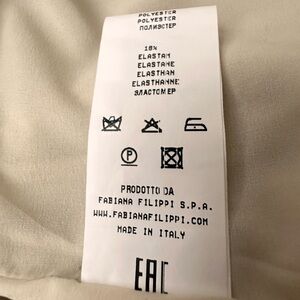 POLYESTER
POLYESTER
ПОЛИЭСТЕР
18%
ELASTAN
ELASTANE
ELASTHAN
ELASTHANNE
ЭЛАСТОМЕР
P
PRODOTTO DA
FABIANA FILIPPI S.P.A.
WWW.FABIANAFILIPPI.COM
MADE IN ITALY
EAC